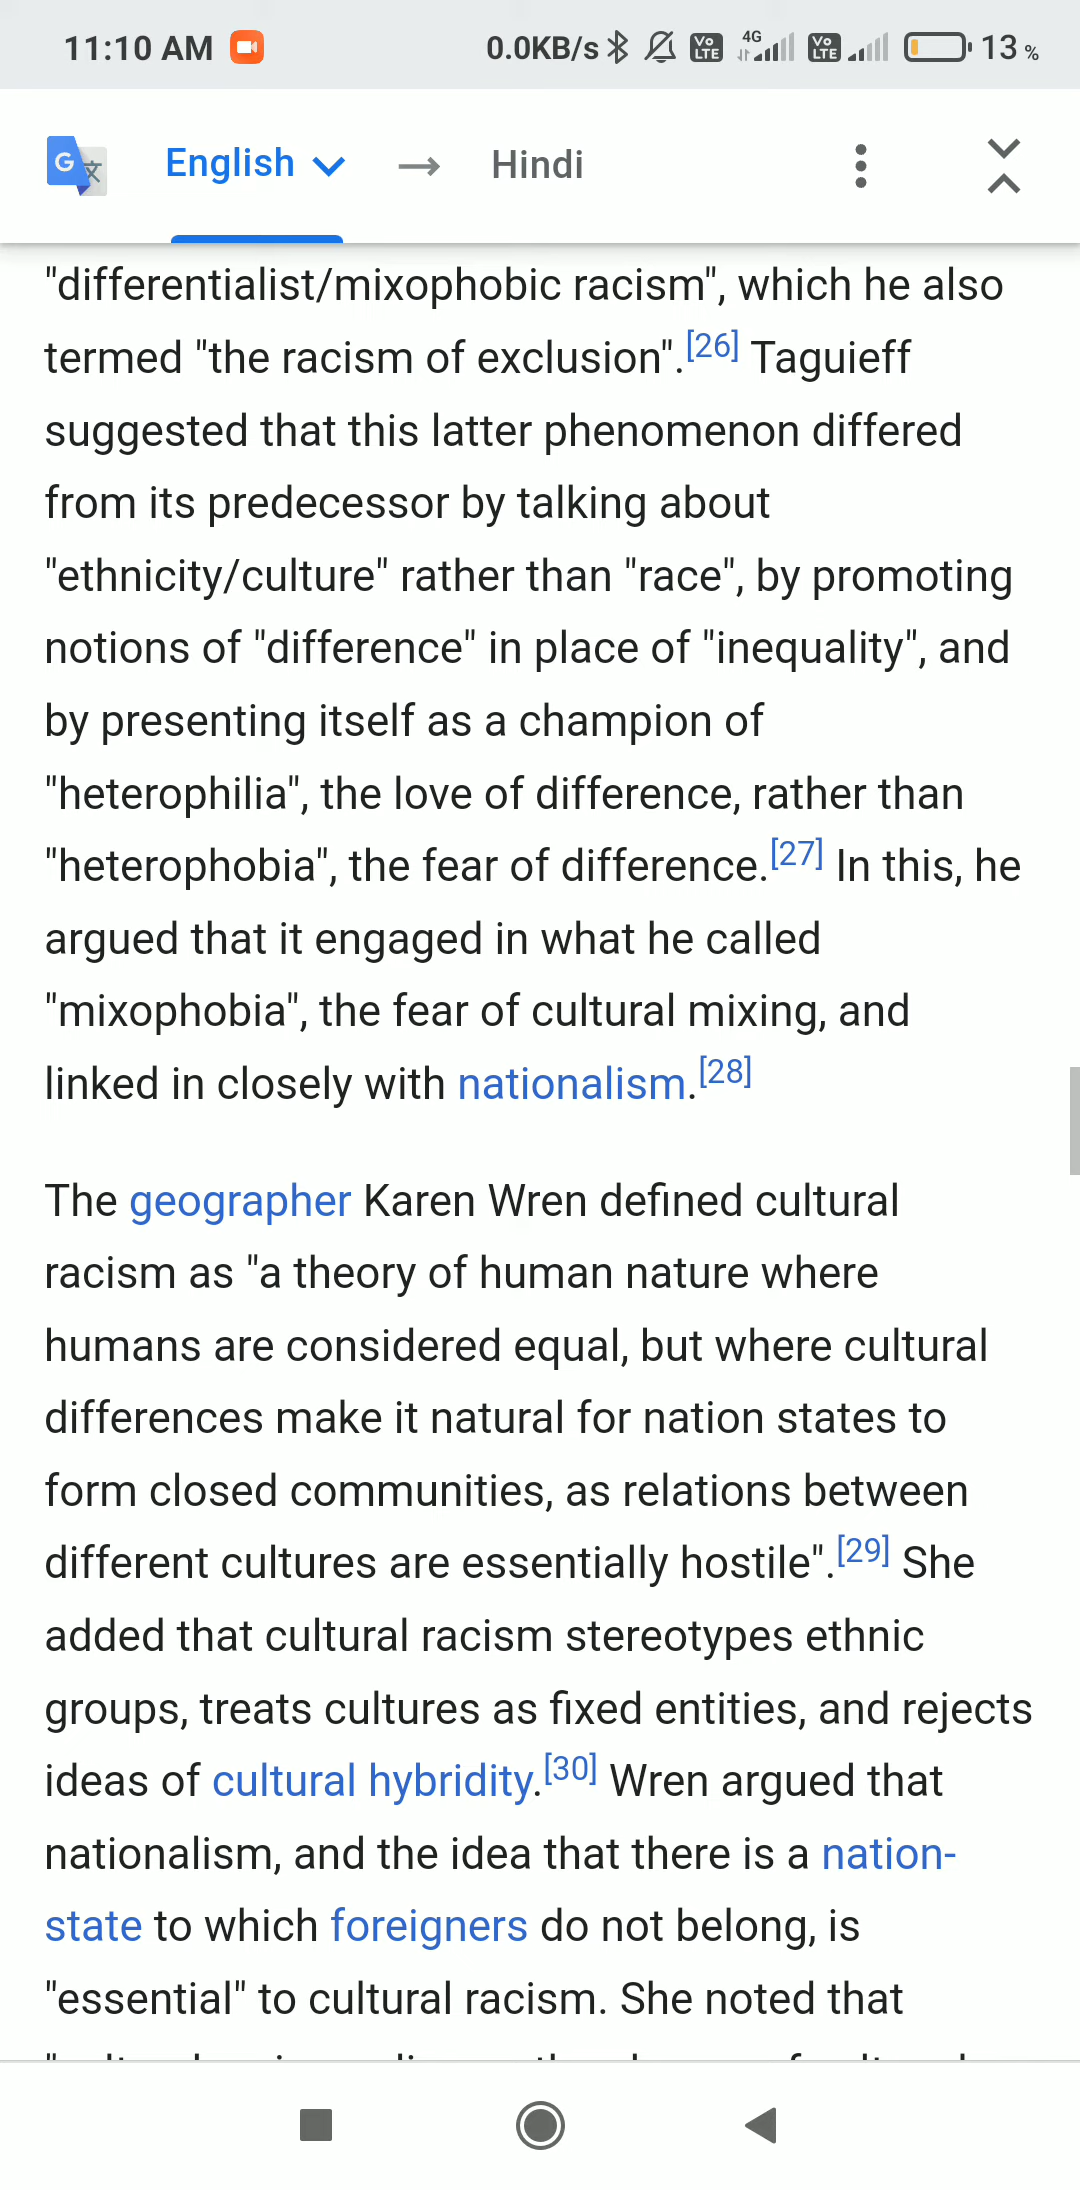 11:10 AM 0.0KB/s Vo LTE 4G Vo LTE 13 %
G 文 English → Hindi
"differentialist/mixophobic racism", which he also
termed "the racism of exclusion".[26] Taguieff
suggested that this latter phenomenon differed
from its predecessor by talking about
"ethnicity/culture" rather than "race", by promoting
notions of "difference" in place of "inequality", and
by presenting itself as a champion of
"heterophilia", the love of difference, rather than
"heterophobia", the fear of difference.[27] In this, he
argued that it engaged in what he called
"mixophobia", the fear of cultural mixing, and
linked in closely with nationalism.[28]
The geographer Karen Wren defined cultural
racism as "a theory of human nature where
humans are considered equal, but where cultural
differences make it natural for nation states to
form closed communities, as relations between
different cultures are essentially hostile".[29] She
added that cultural racism stereotypes ethnic
groups, treats cultures as fixed entities, and rejects
ideas of cultural hybridity.[30] Wren argued that
nationalism, and the idea that there is a nation-
state to which foreigners do not belong, is
"essential" to cultural racism. She noted that